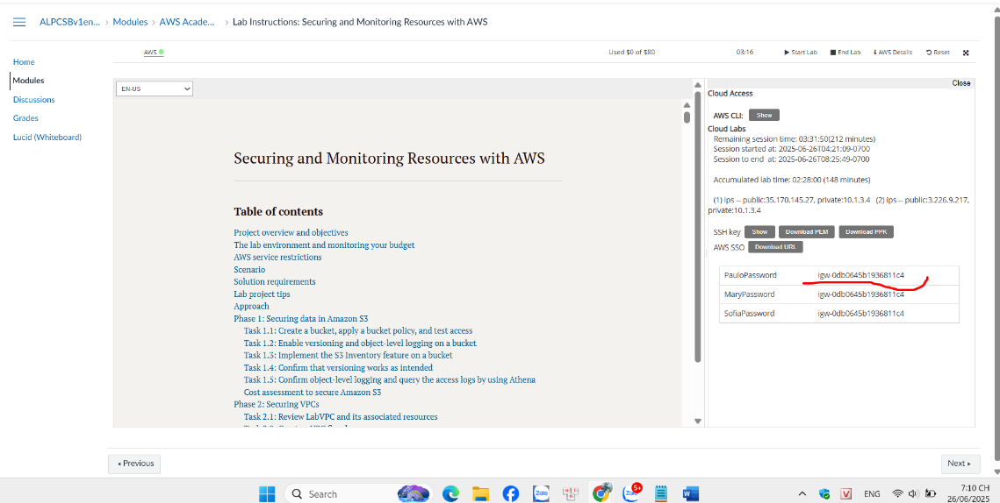 ALPCSBv1en... › Modules › AWS Acade... › Lab Instructions: Securing and Monitoring Resources with AWS
AWS Used $0 of $80 03:16 Start Lab End Lab AWS Details Reset
Home
Modules
Discussions
Grades
Lucid (Whiteboard)
EN-US
Securing and Monitoring Resources with AWS
Table of contents
Project overview and objectives
The lab environment and monitoring your budget
AWS service restrictions
Scenario
Solution requirements
Lab project tips
Approach
Phase 1: Securing data in Amazon S3
Task 1.1: Create a bucket, apply a bucket policy, and test access
Task 1.2: Enable versioning and object-level logging on a bucket
Task 1.3: Implement the S3 Inventory feature on a bucket
Task 1.4: Confirm that versioning works as intended
Task 1.5: Confirm object-level logging and query the access logs by using Athena
Cost assessment to secure Amazon S3
Phase 2: Securing VPCs
Task 2.1: Review LabVPC and its associated resources
Close
Cloud Access
AWS CLI: Show
Cloud Labs
Remaining session time: 03:31:50(212 minutes)
Session started at: 2025-06-26T04:21:09-0700
Session to end at: 2025-06-26T08:25:49-0700
Accumulated lab time: 02:28:00 (148 minutes)
(1) ips -- public:35.170.145.27, private:10.1.3.4 (2) ips -- public:3.226.9.217,
private:10.1.3.4
SSH key Show Download PEM Download PPK
AWS SSO Download URL
PauloPassword igw-0db0645b1936811c4
MaryPassword igw-0db0645b1936811c4
SofiaPassword igw-0db0645b1936811c4
◂ Previous
Next ▸
Search
Zalo
5+
ENG
7:10 CH
26/06/2025